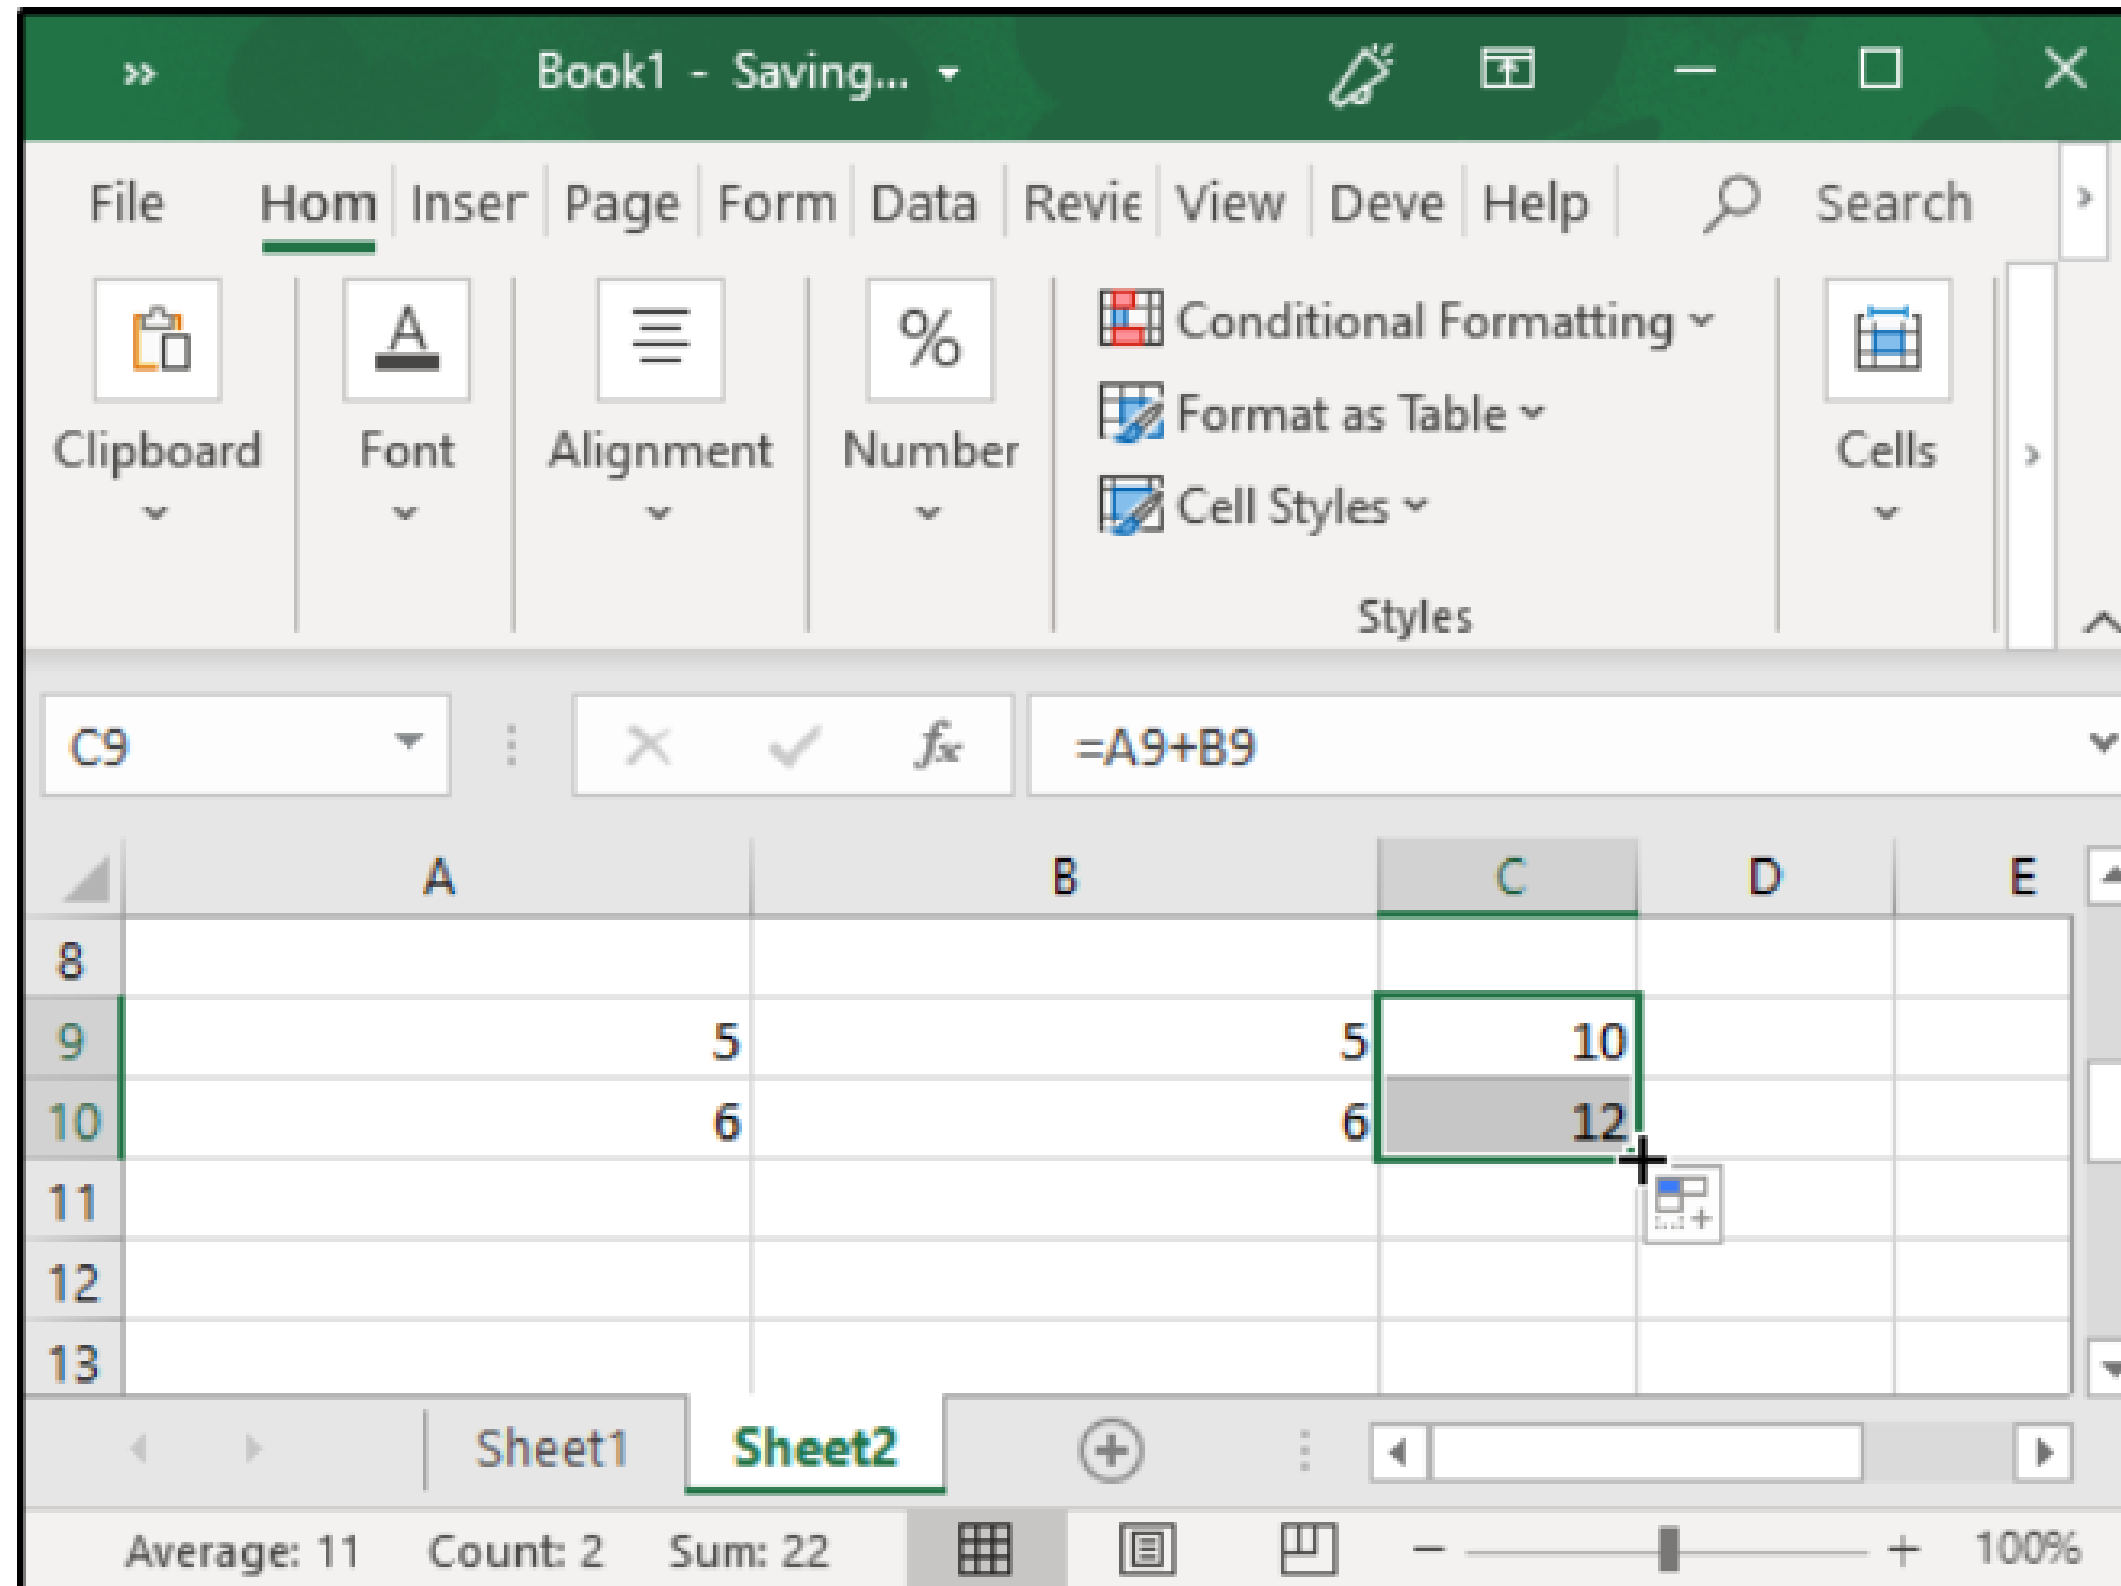 » Book1 - Saving...
File Hom Inser Page Form Data Revie View Deve Help Search
Conditional Formatting
Format as Table
Cell Styles
Clipboard Font Alignment Number Cells
Styles
C9 fx =A9+B9
A B C D E
8
9 5 5 10
10 6 6 12
11
12
13
Sheet1 Sheet2
Average: 11 Count: 2 Sum: 22 100%